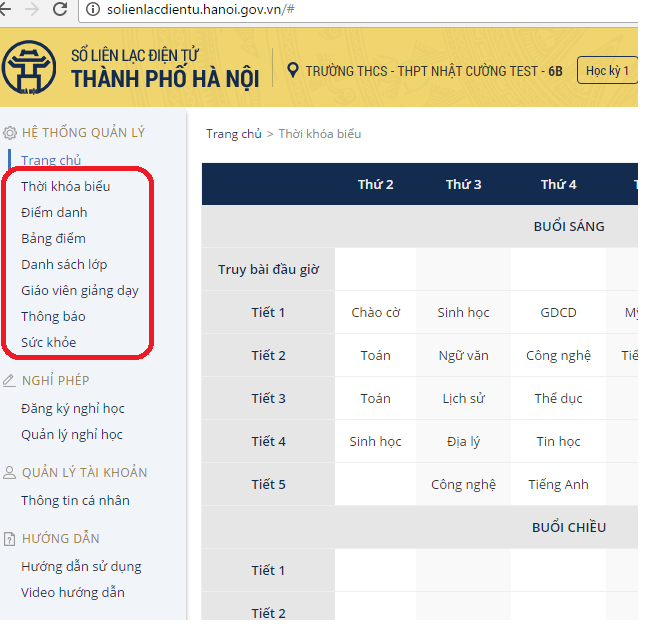 solienlacdientu.hanoi.gov.vn/#
SỔ LIÊN LẠC ĐIỆN TỬ
THÀNH PHỐ HÀ NỘI
TRƯỜNG THCS - THPT NHẬT CƯỜNG TEST - 6B
Học kỳ 1
HỆ THỐNG QUẢN LÝ
Trang chủ
Thời khóa biểu
Điểm danh
Bảng điểm
Danh sách lớp
Giáo viên giảng dạy
Thông báo
Sức khỏe
NGHỈ PHÉP
Đăng ký nghỉ học
Quản lý nghỉ học
QUẢN LÝ TÀI KHOẢN
Thông tin cá nhân
HƯỚNG DẪN
Hướng dẫn sử dụng
Video hướng dẫn
Trang chủ > Thời khóa biểu
Thứ 2 Thứ 3 Thứ 4
BUỔI SÁNG
Truy bài đầu giờ
Tiết 1 Chào cờ Sinh học GDCD
Tiết 2 Toán Ngữ văn Công nghệ
Tiết 3 Toán Lịch sử Thể dục
Tiết 4 Sinh học Địa lý Tin học
Tiết 5 Công nghệ Tiếng Anh
BUỔI CHIỀU
Tiết 1
Tiết 2